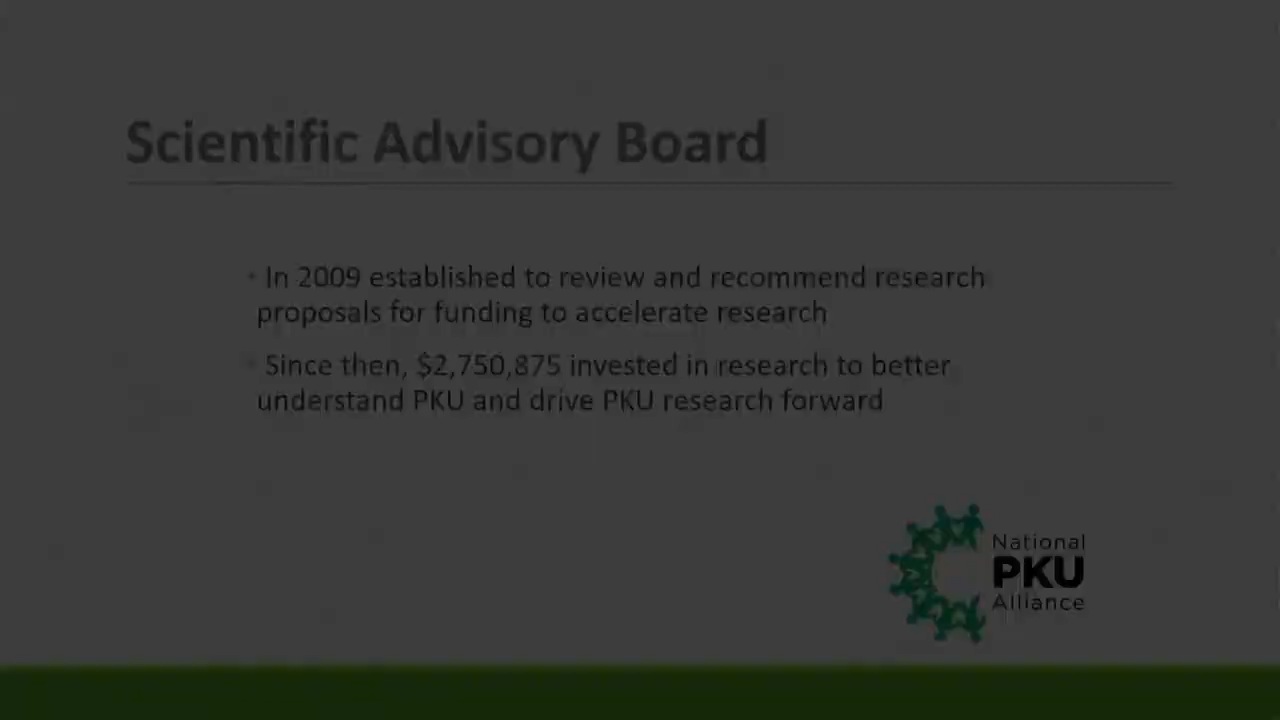 Scientific Advisory Board
• In 2009 established to review and recommend research
proposals for funding to accelerate research
• Since then, $2,750,875 invested in research to better
understand PKU and drive PKU research forward
National
PKU
Alliance